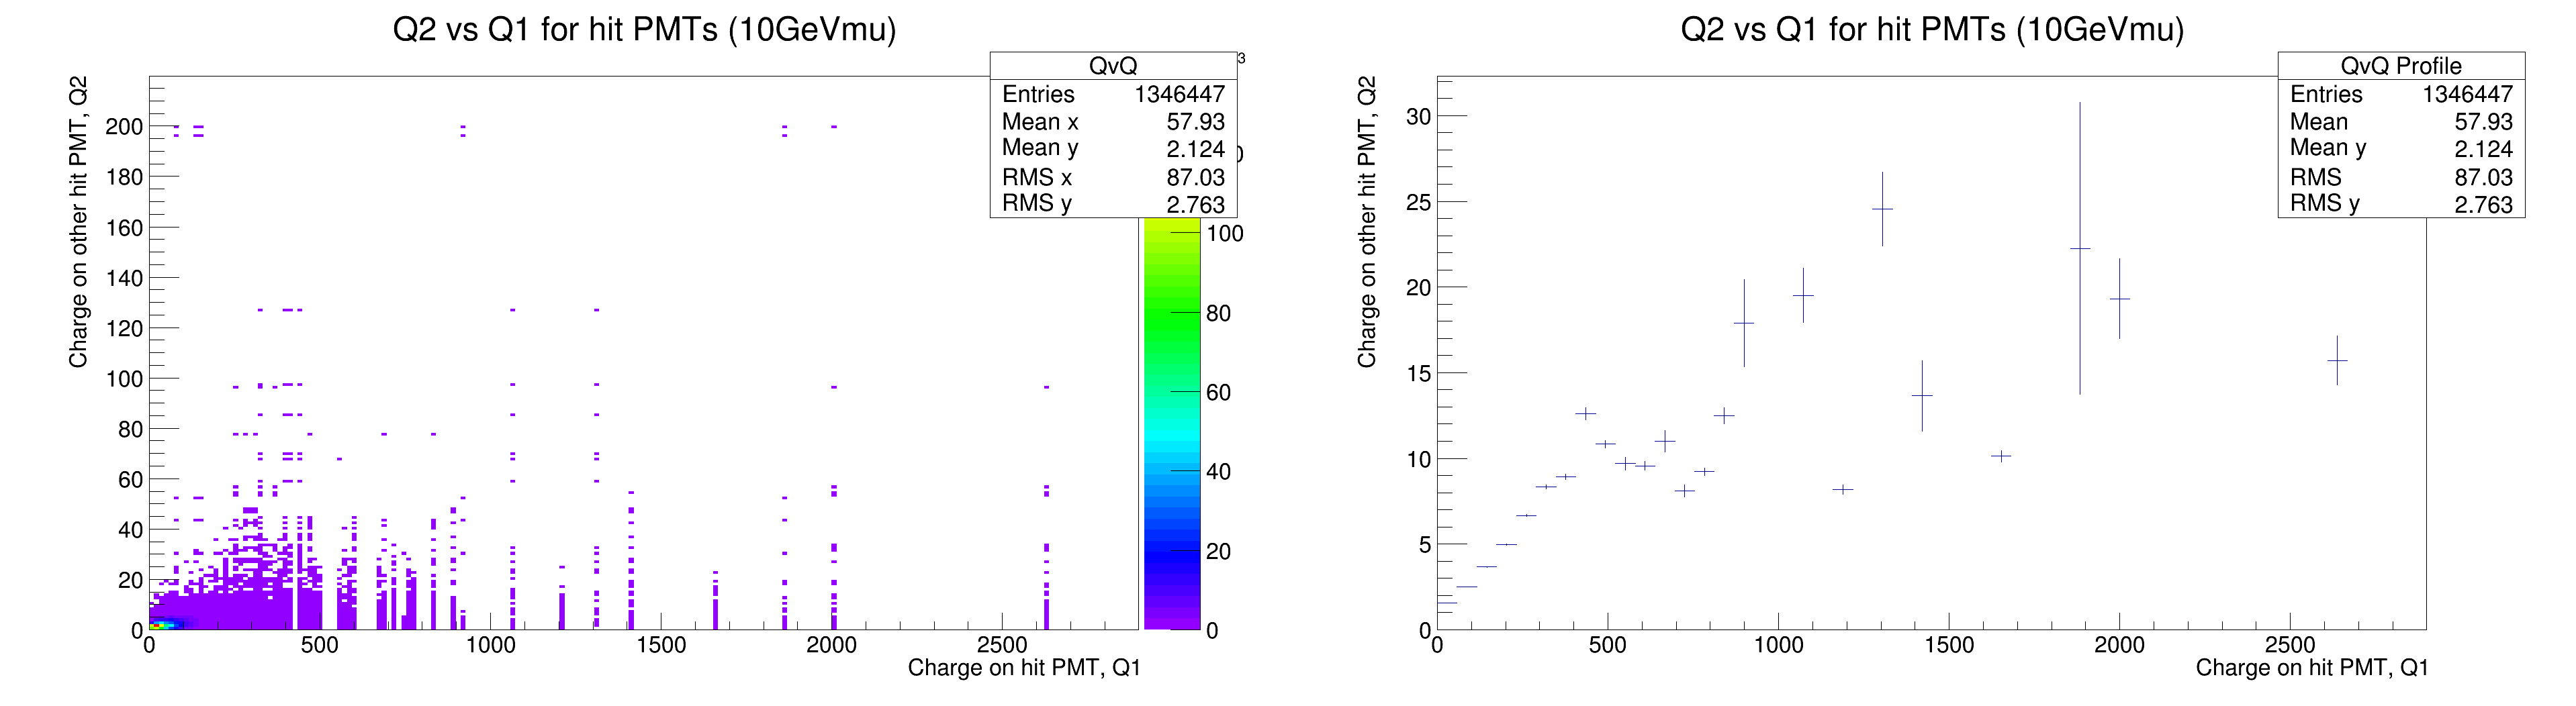 Q2 vs Q1 for hit PMTs (10GeVmu)
QvQ
Entries 1346447
Mean x 57.93
Mean y 2.124
RMS x 87.03
RMS y 2.763
3
Charge on other hit PMT, Q2
200
180
160
140
120
100
80
60
40
20
0
0 500 1000 1500 2000 2500
Charge on hit PMT, Q1
100
80
60
40
20
0
Q2 vs Q1 for hit PMTs (10GeVmu)
QvQ Profile
Entries 1346447
Mean 57.93
Mean y 2.124
RMS 87.03
RMS y 2.763
Charge on other hit PMT, Q2
30
25
20
15
10
5
0
0 500 1000 1500 2000 2500
Charge on hit PMT, Q1